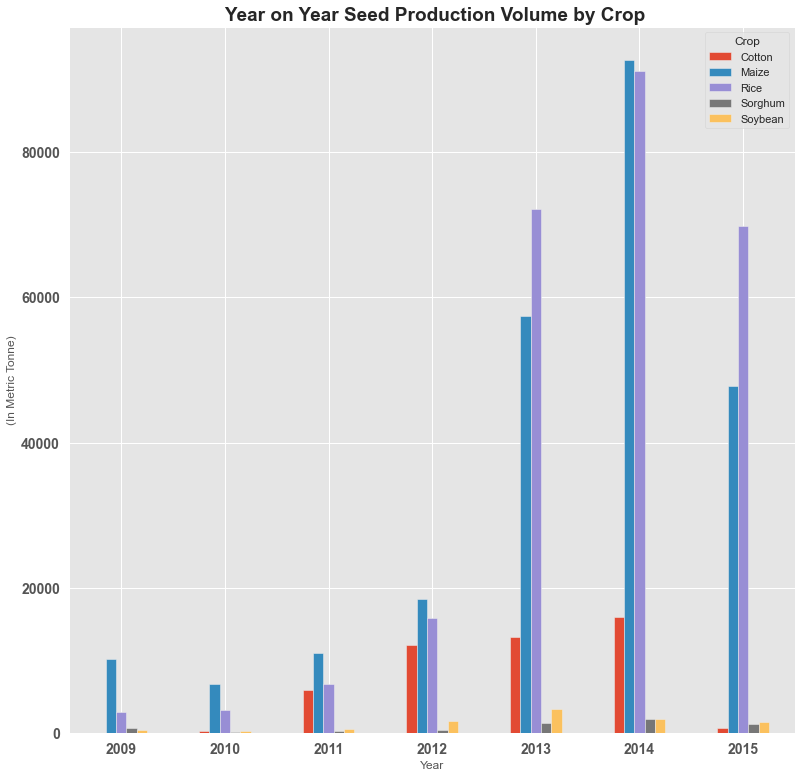 Year on Year Seed Production Volume by Crop
Crop
Cotton
Maize
Rice
Sorghum
Soybean
80000
60000
40000
20000
0
(In Metric Tonne)
2009 2010 2011 2012 2013 2014 2015
Year